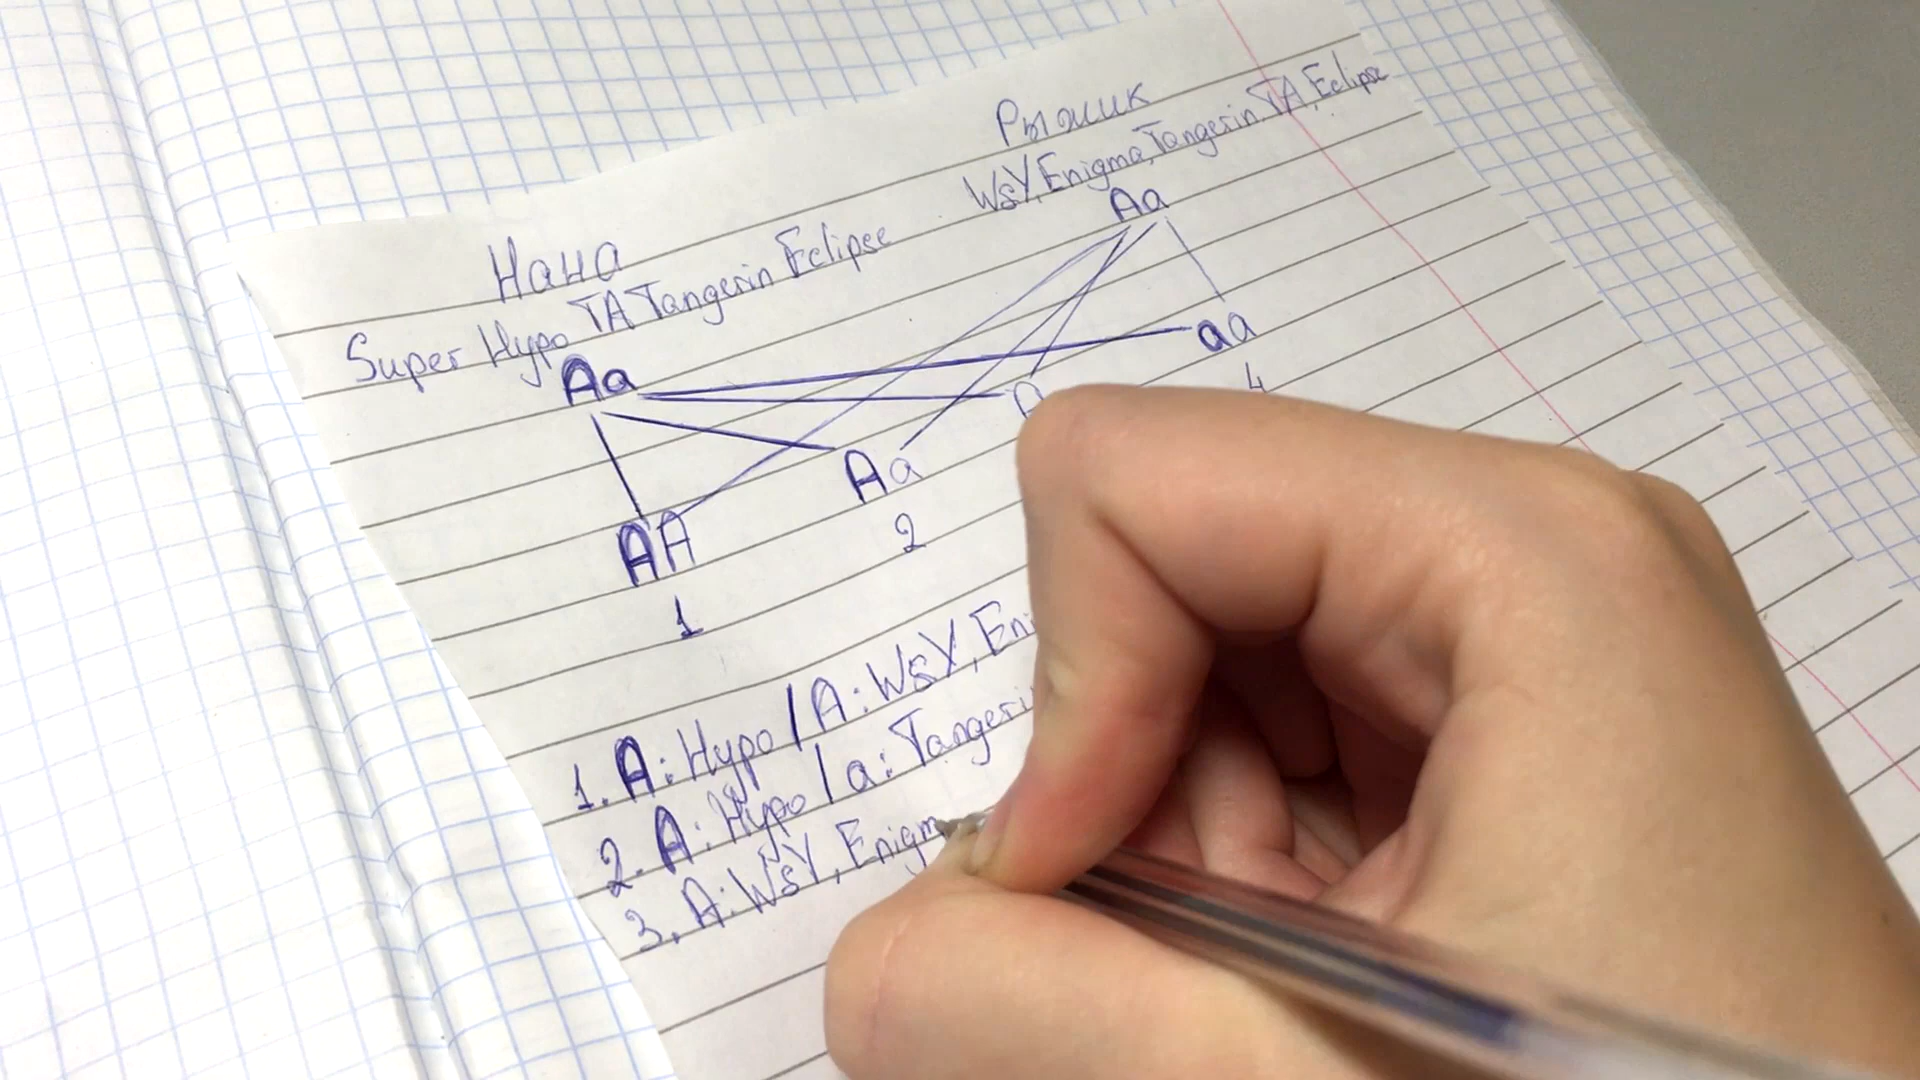 Рыжик
WsY, Enigma, Tangerin, TA, Eclipse
Aa
Нана
Super Hypo TA Tangerin Eclipse
Aa
aa
4
A
Aa
2
AA
1
1. A: Hypo / A: WsY, Eni
2. A: Hypo / a: Tangeri
3. A: WsY, Enigm